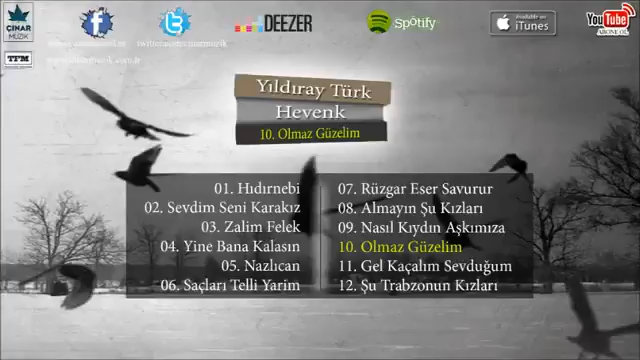 ÇINAR
MÜZİK
TFM
DEEZER
Spotify
Available on
iTunes
YouTube
ABONE OL
Yıldıray Türk
Hevenk
10. Olmaz Güzelim
01. Hıdırnebi
02. Sevdim Seni Karakız
03. Zalim Felek
04. Yine Bana Kalasın
05. Nazlıcan
06. Saçları Telli Yarim
07. Rüzgar Eser Savurur
08. Almayın Şu Kızları
09. Nasıl Kıydın Aşkımıza
10. Olmaz Güzelim
11. Gel Kaçalım Sevduğum
12. Şu Trabzonun Kızları